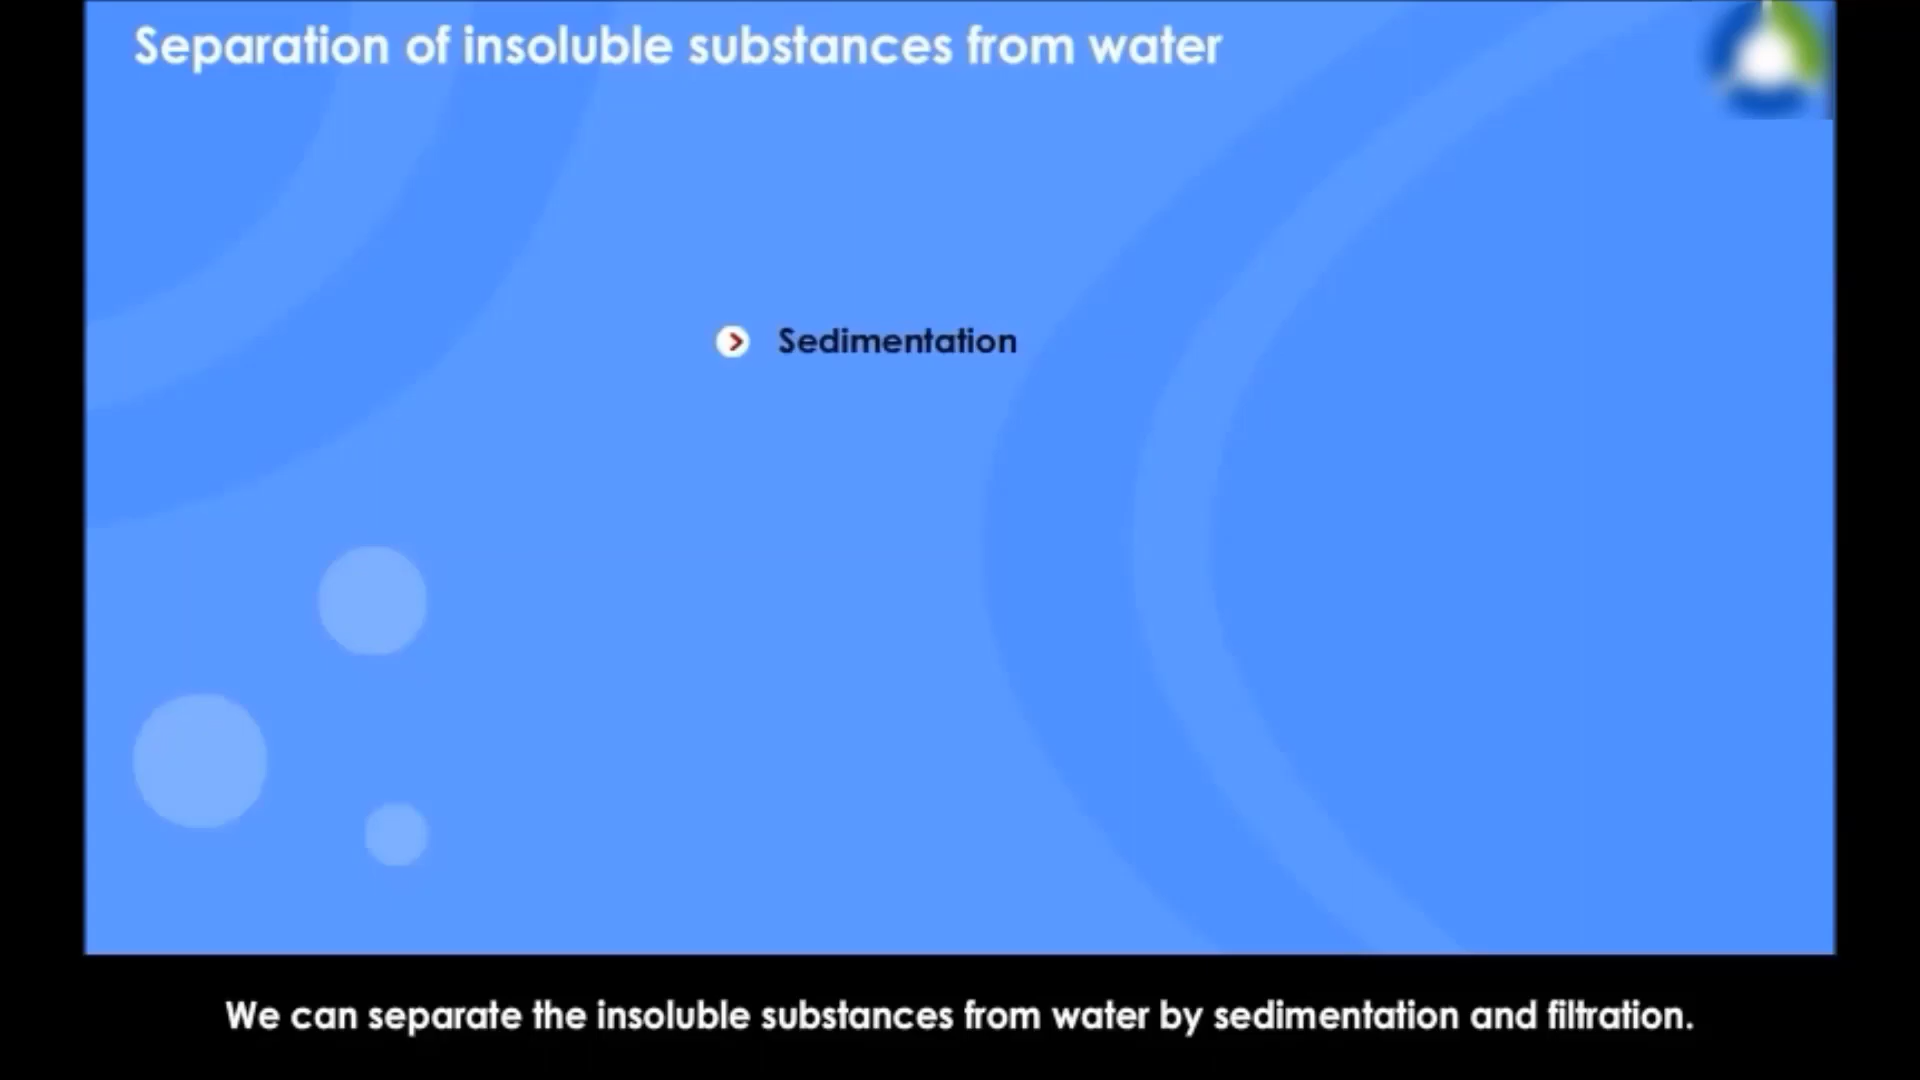 Separation of insoluble substances from water
Sedimentation
We can separate the insoluble substances from water by sedimentation and filtration.